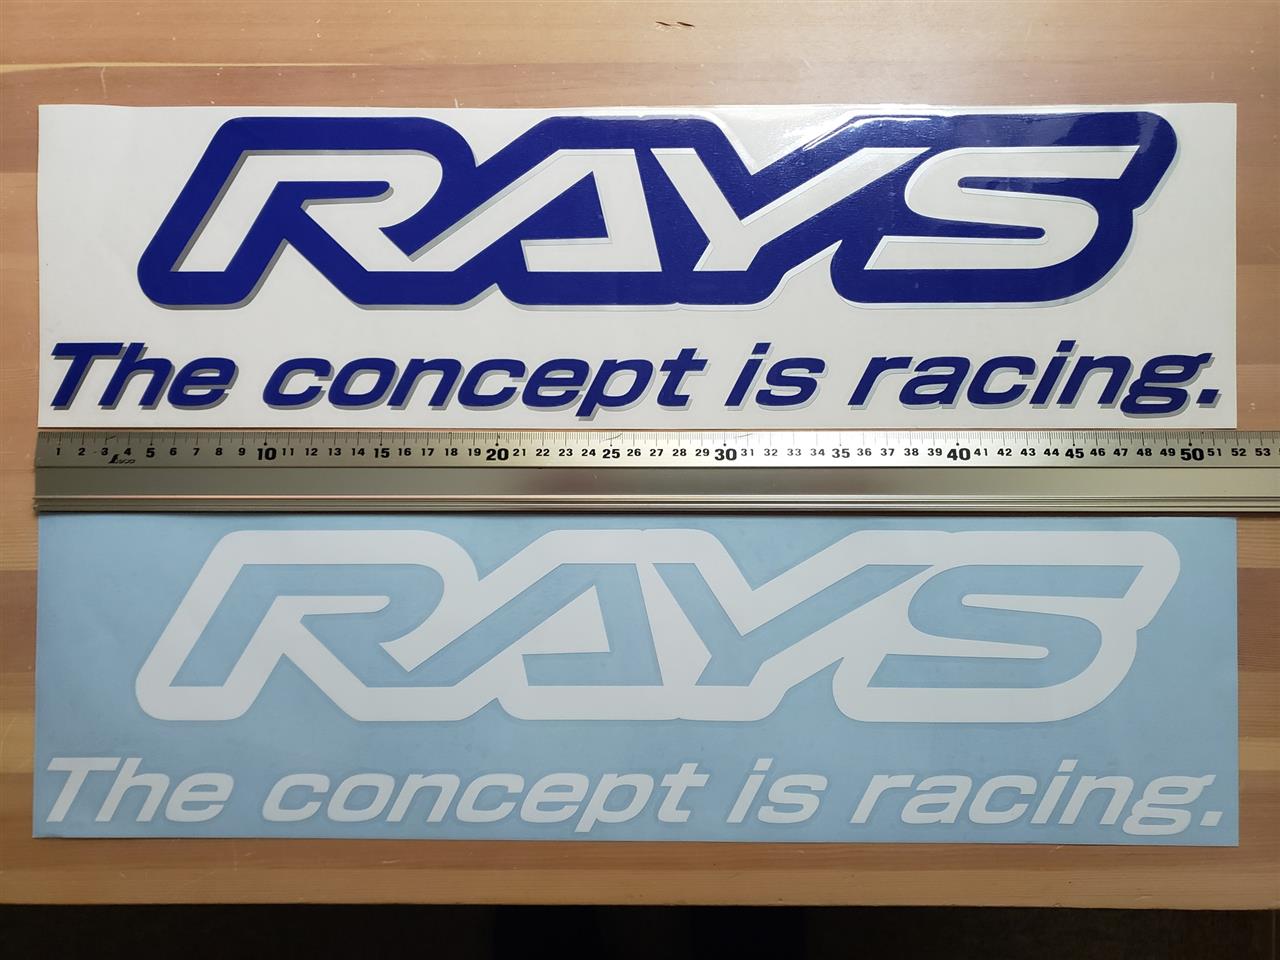 RAYS
The concept is racing.
1 2 3 4 5 6 7 8 9 10 11 12 13 14 15 16 17 18 19 20 21 22 23 24 25 26 27 28 29 30 31 32 33 34 35 36 37 38 39 40 41 42 43 44 45 46 47 48 49 50 51 52 53
シンワ
RAYS
The concept is racing.